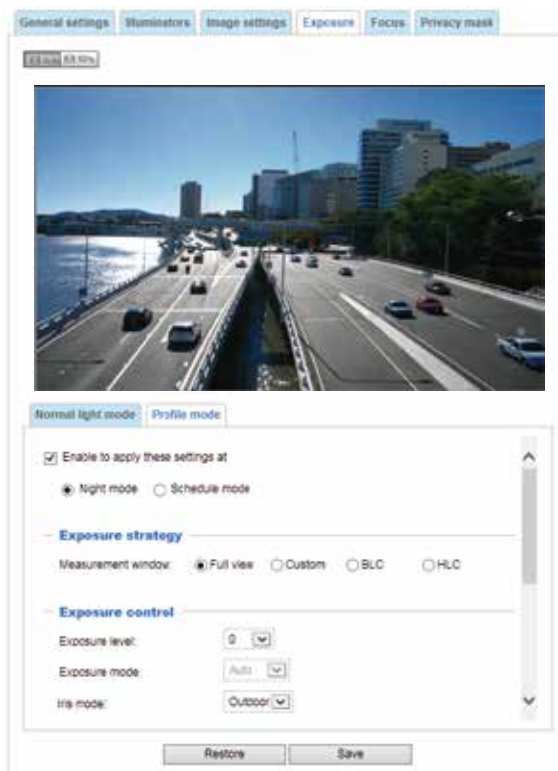 General settings Illuminators Image settings Exposure Focus Privacy mask
Normal light mode Profile mode
Enable to apply these settings at
Night mode Schedule mode
Exposure strategy
Measurement window: Full view Custom BLC HLC
Exposure control
Exposure level: 0
Exposure mode: Auto
Iris mode: Outdoor
Restore Save